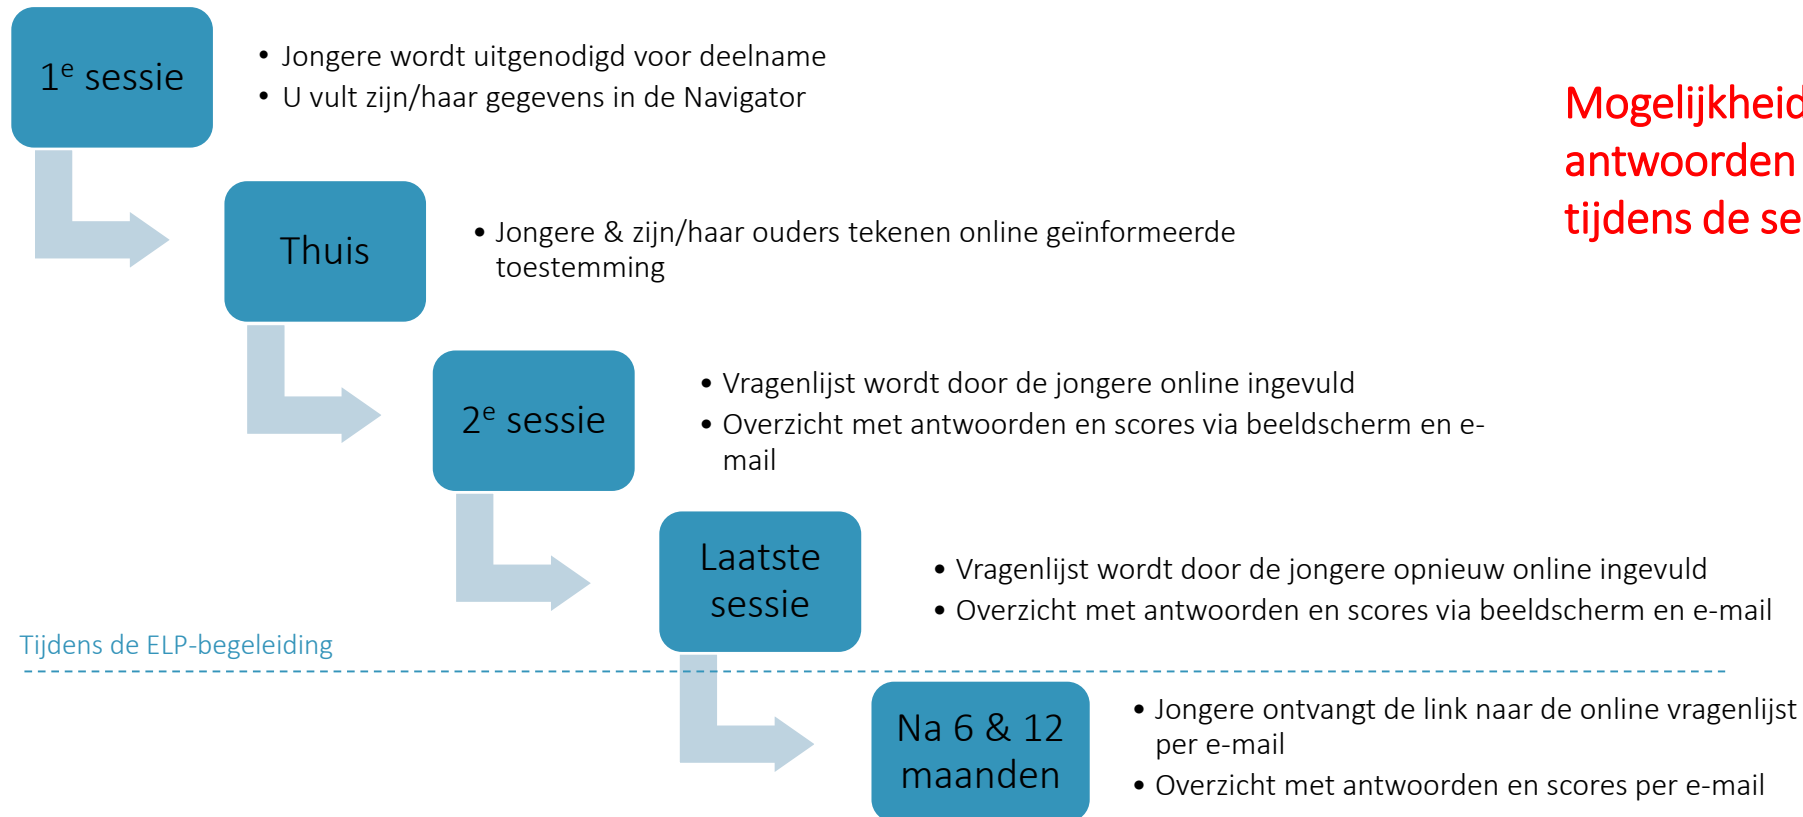 1e sessie
• Jongere wordt uitgenodigd voor deelname
• U vult zijn/haar gegevens in de Navigator
Mogelijkheid
antwoorden
tijdens de se
Thuis
• Jongere & zijn/haar ouders tekenen online geïnformeerde
toestemming
2e sessie
• Vragenlijst wordt door de jongere online ingevuld
• Overzicht met antwoorden en scores via beeldscherm en e-
mail
Laatste
sessie
• Vragenlijst wordt door de jongere opnieuw online ingevuld
• Overzicht met antwoorden en scores via beeldscherm en e-mail
Tijdens de ELP-begeleiding
Na 6 & 12
maanden
• Jongere ontvangt de link naar de online vragenlijst
per e-mail
• Overzicht met antwoorden en scores per e-mail